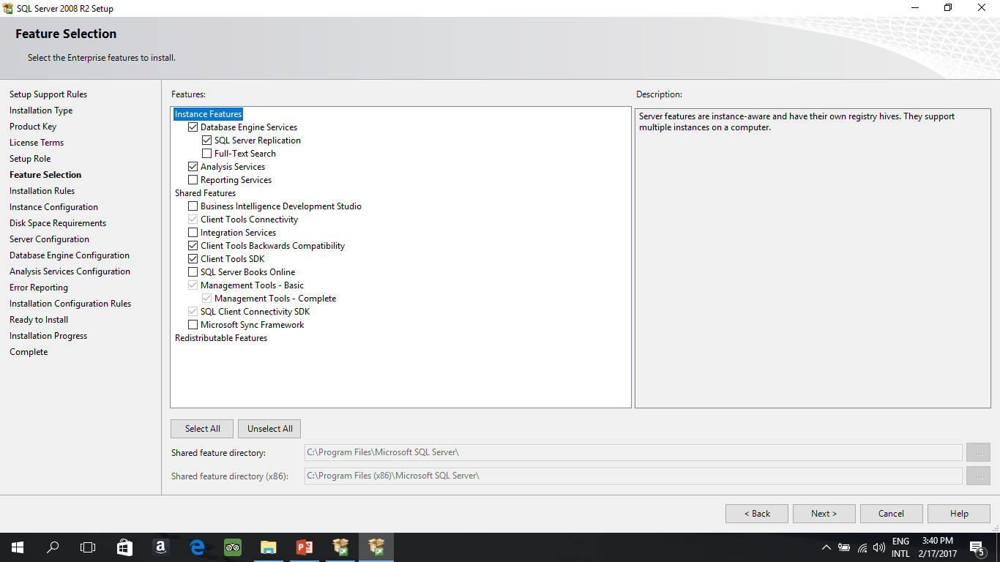 SQL Server 2008 R2 Setup
Feature Selection
Select the Enterprise features to install.
Setup Support Rules
Installation Type
Product Key
License Terms
Setup Role
Feature Selection
Installation Rules
Instance Configuration
Disk Space Requirements
Server Configuration
Database Engine Configuration
Analysis Services Configuration
Error Reporting
Installation Configuration Rules
Ready to Install
Installation Progress
Complete
Features:
Instance Features
Database Engine Services
SQL Server Replication
Full-Text Search
Analysis Services
Reporting Services
Shared Features
Business Intelligence Development Studio
Client Tools Connectivity
Integration Services
Client Tools Backwards Compatibility
Client Tools SDK
SQL Server Books Online
Management Tools - Basic
Management Tools - Complete
SQL Client Connectivity SDK
Microsoft Sync Framework
Redistributable Features
Description:
Server features are instance-aware and have their own registry hives. They support
multiple instances on a computer.
Select All
Unselect All
Shared feature directory:
C:\Program Files\Microsoft SQL Server\
...
Shared feature directory (x86):
C:\Program Files (x86)\Microsoft SQL Server\
...
< Back
Next >
Cancel
Help
ENG
INTL
3:40 PM
2/17/2017
5